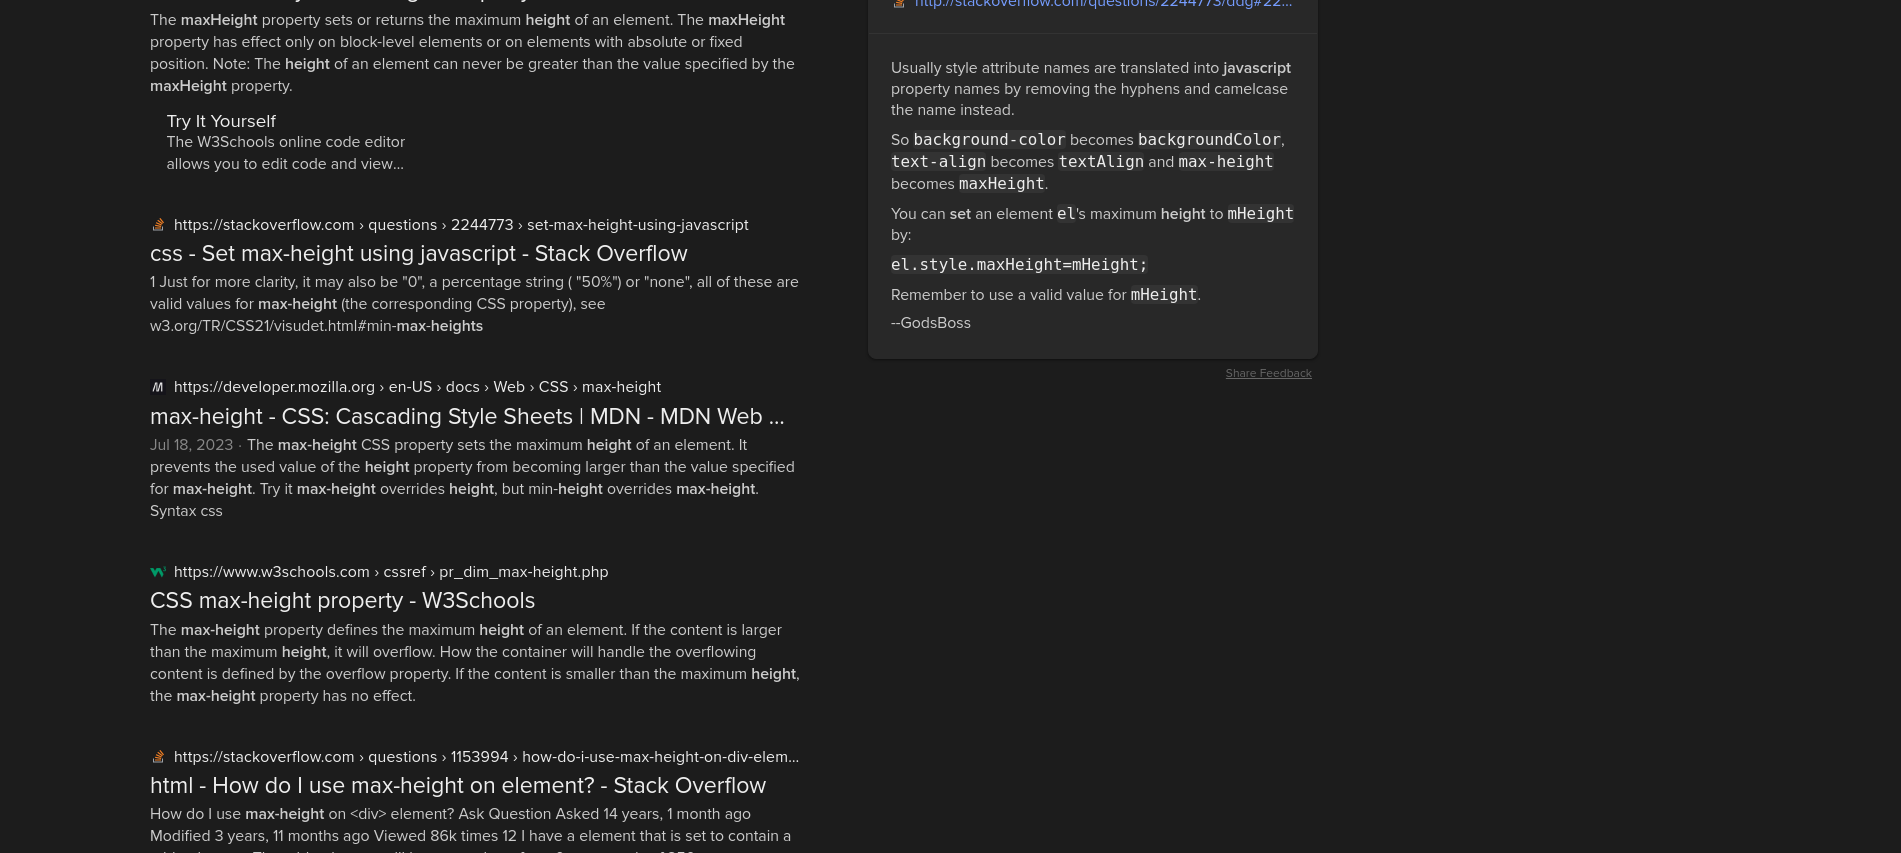 The maxHeight property sets or returns the maximum height of an element. The maxHeight
property has effect only on block-level elements or on elements with absolute or fixed
position. Note: The height of an element can never be greater than the value specified by the
maxHeight property.
Try It Yourself
The W3Schools online code editor
allows you to edit code and view...
https://stackoverflow.com › questions › 2244773 › set-max-height-using-javascript
css - Set max-height using javascript - Stack Overflow
1 Just for more clarity, it may also be "0", a percentage string ( "50%") or "none", all of these are
valid values for max-height (the corresponding CSS property), see
w3.org/TR/CSS21/visudet.html#min-max-heights
https://developer.mozilla.org › en-US › docs › Web › CSS › max-height
max-height - CSS: Cascading Style Sheets | MDN - MDN Web ...
Jul 18, 2023 · The max-height CSS property sets the maximum height of an element. It
prevents the used value of the height property from becoming larger than the value specified
for max-height. Try it max-height overrides height, but min-height overrides max-height.
Syntax css
https://www.w3schools.com › cssref › pr_dim_max-height.php
CSS max-height property - W3Schools
The max-height property defines the maximum height of an element. If the content is larger
than the maximum height, it will overflow. How the container will handle the overflowing
content is defined by the overflow property. If the content is smaller than the maximum height,
the max-height property has no effect.
https://stackoverflow.com › questions › 1153994 › how-do-i-use-max-height-on-div-elem...
html - How do I use max-height on element? - Stack Overflow
How do I use max-height on <div> element? Ask Question Asked 14 years, 1 month ago
Modified 3 years, 11 months ago Viewed 86k times 12 I have a element that is set to contain a
http://stackoverflow.com/questions/2244773/ddg#22...
Usually style attribute names are translated into javascript
property names by removing the hyphens and camelcase
the name instead.
So background-color becomes backgroundColor,
text-align becomes textAlign and max-height
becomes maxHeight.
You can set an element el's maximum height to mHeight
by:
el.style.maxHeight=mHeight;
Remember to use a valid value for mHeight.
--GodsBoss
Share Feedback